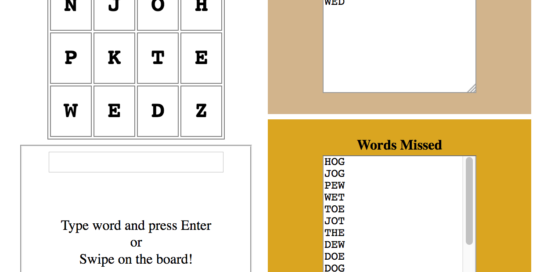 N J O H
P K T E
W E D Z
Type word and press Enter
or
Swipe on the board!
WED
Words Missed
HOG
JOG
PEW
WET
TOE
JOT
THE
DEW
DOE
DOG